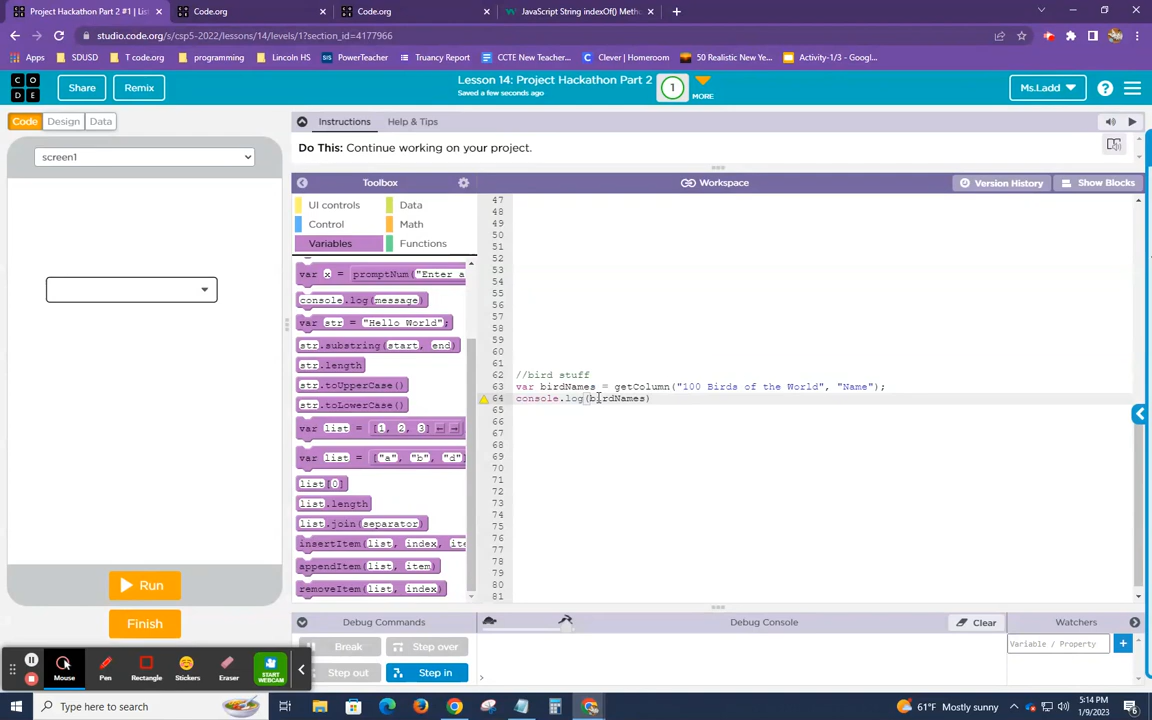 Project Hackathon Part 2 #1 | Les
Code.org
Code.org
JavaScript String indexOf() Meth
studio.code.org/s/csp5-2022/lessons/14/levels/1?section_id=4177966
Apps
SDUSD
T code.org
programming
Lincoln HS
PowerTeacher
Truancy Report
CCTE New Teacher...
Clever | Homeroom
50 Realistic New Ye...
Activity-1/3 — Googl...
C O
D E
Share
Remix
Lesson 14: Project Hackathon Part 2
Saved a few seconds ago
1
MORE
Ms.Ladd
?
Code
Design
Data
Instructions
Help & Tips
screen1
Do This: Continue working on your project.
Toolbox
Workspace
Version History
Show Blocks
UI controls
Data
Control
Math
Variables
Functions
var x = promptNum("Enter a
console.log(message)
var str = "Hello World";
str.substring(start, end)
str.length
str.toUpperCase()
str.toLowerCase()
var list = [1, 2, 3]
var list = ["a", "b", "d"]
list[0]
list.length
list.join(separator)
insertItem(list, index, ite
appendItem(list, item)
removeItem(list, index)
47
48
49
50
51
52
53
54
55
56
57
58
59
60
61
62 //bird stuff
63 var birdNames = getColumn("100 Birds of the World", "Name");
64 console.log(birdNames)
65
66
67
68
69
70
71
72
73
74
75
76
77
78
79
80
81
Run
Finish
Debug Commands
Debug Console
Clear
Watchers
Break
Step over
Step out
Step in
Variable / Property
Mouse
Pen
Rectangle
Stickers
Eraser
START WEBCAM
Type here to search
61°F Mostly sunny
5:14 PM
1/9/2023